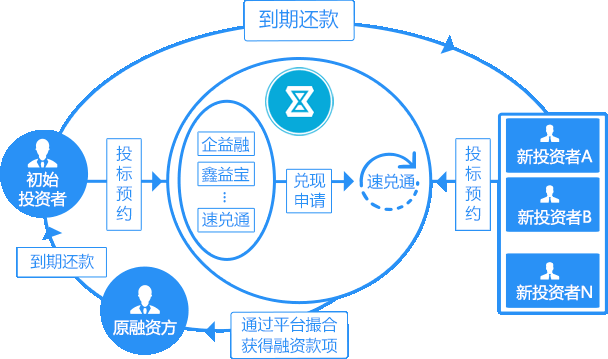 到期还款
企益融
鑫益宝
速兑通
投标预约
兑现
申请
速兑通
投标预约
初始
投资者
新投资者A
新投资者B
新投资者N
到期还款
原融资方
通过平台撮合
获得融资款项